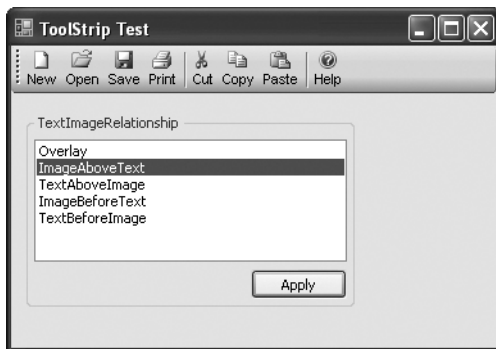 ToolStrip Test
New Open Save Print Cut Copy Paste Help
TextImageRelationship
Overlay
ImageAboveText
TextAboveImage
ImageBeforeText
TextBeforeImage
Apply